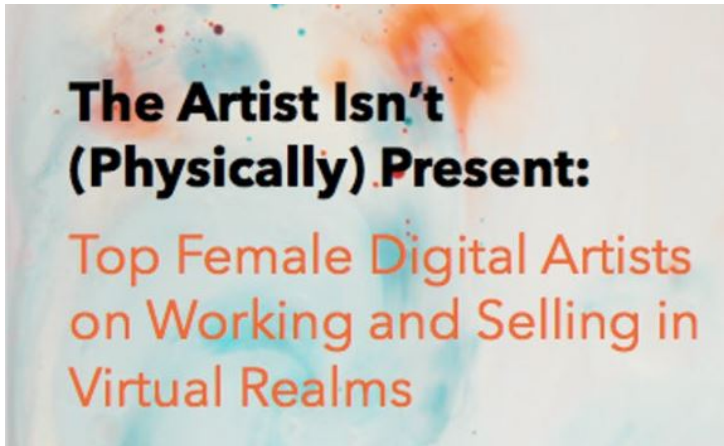 The Artist Isn't
(Physically) Present:
Top Female Digital Artists
on Working and Selling in
Virtual Realms